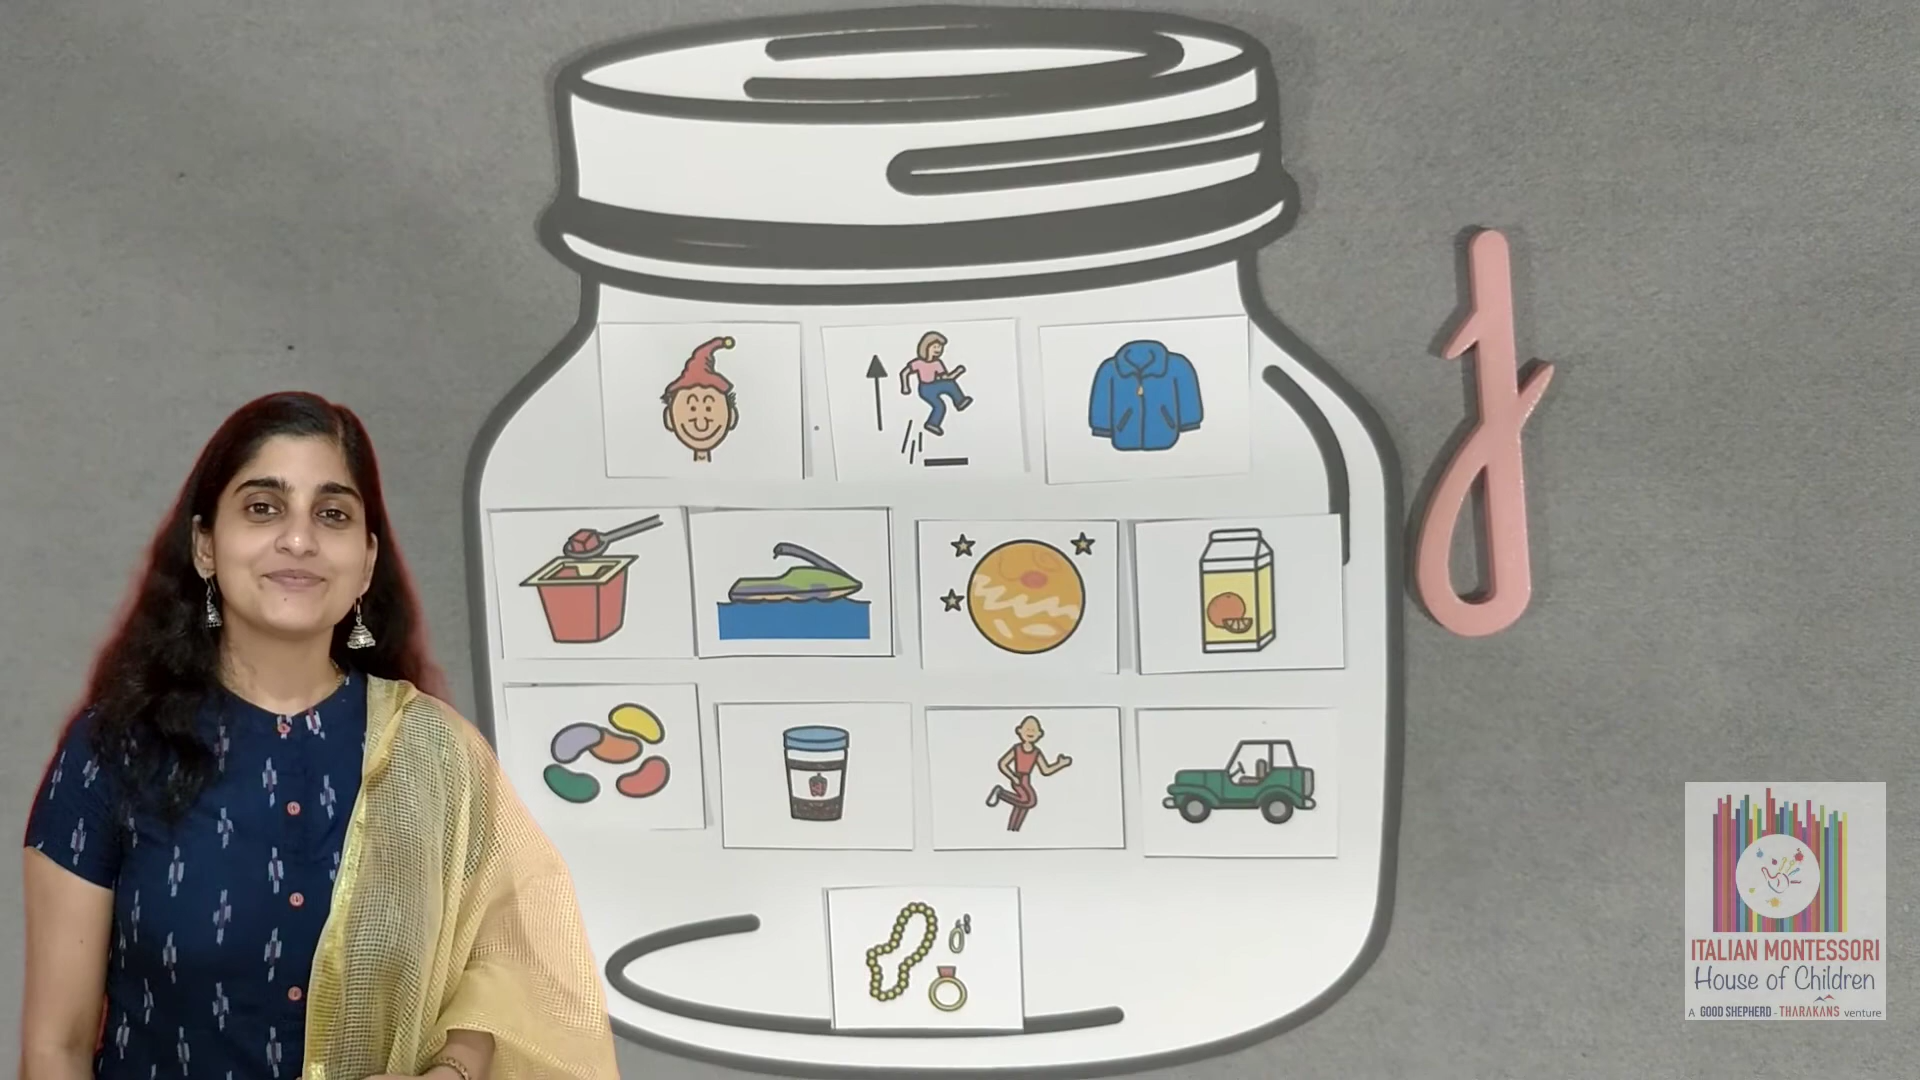 j
ITALIAN MONTESSORI
House of Children
A GOOD SHEPHERD - THARAKANS venture